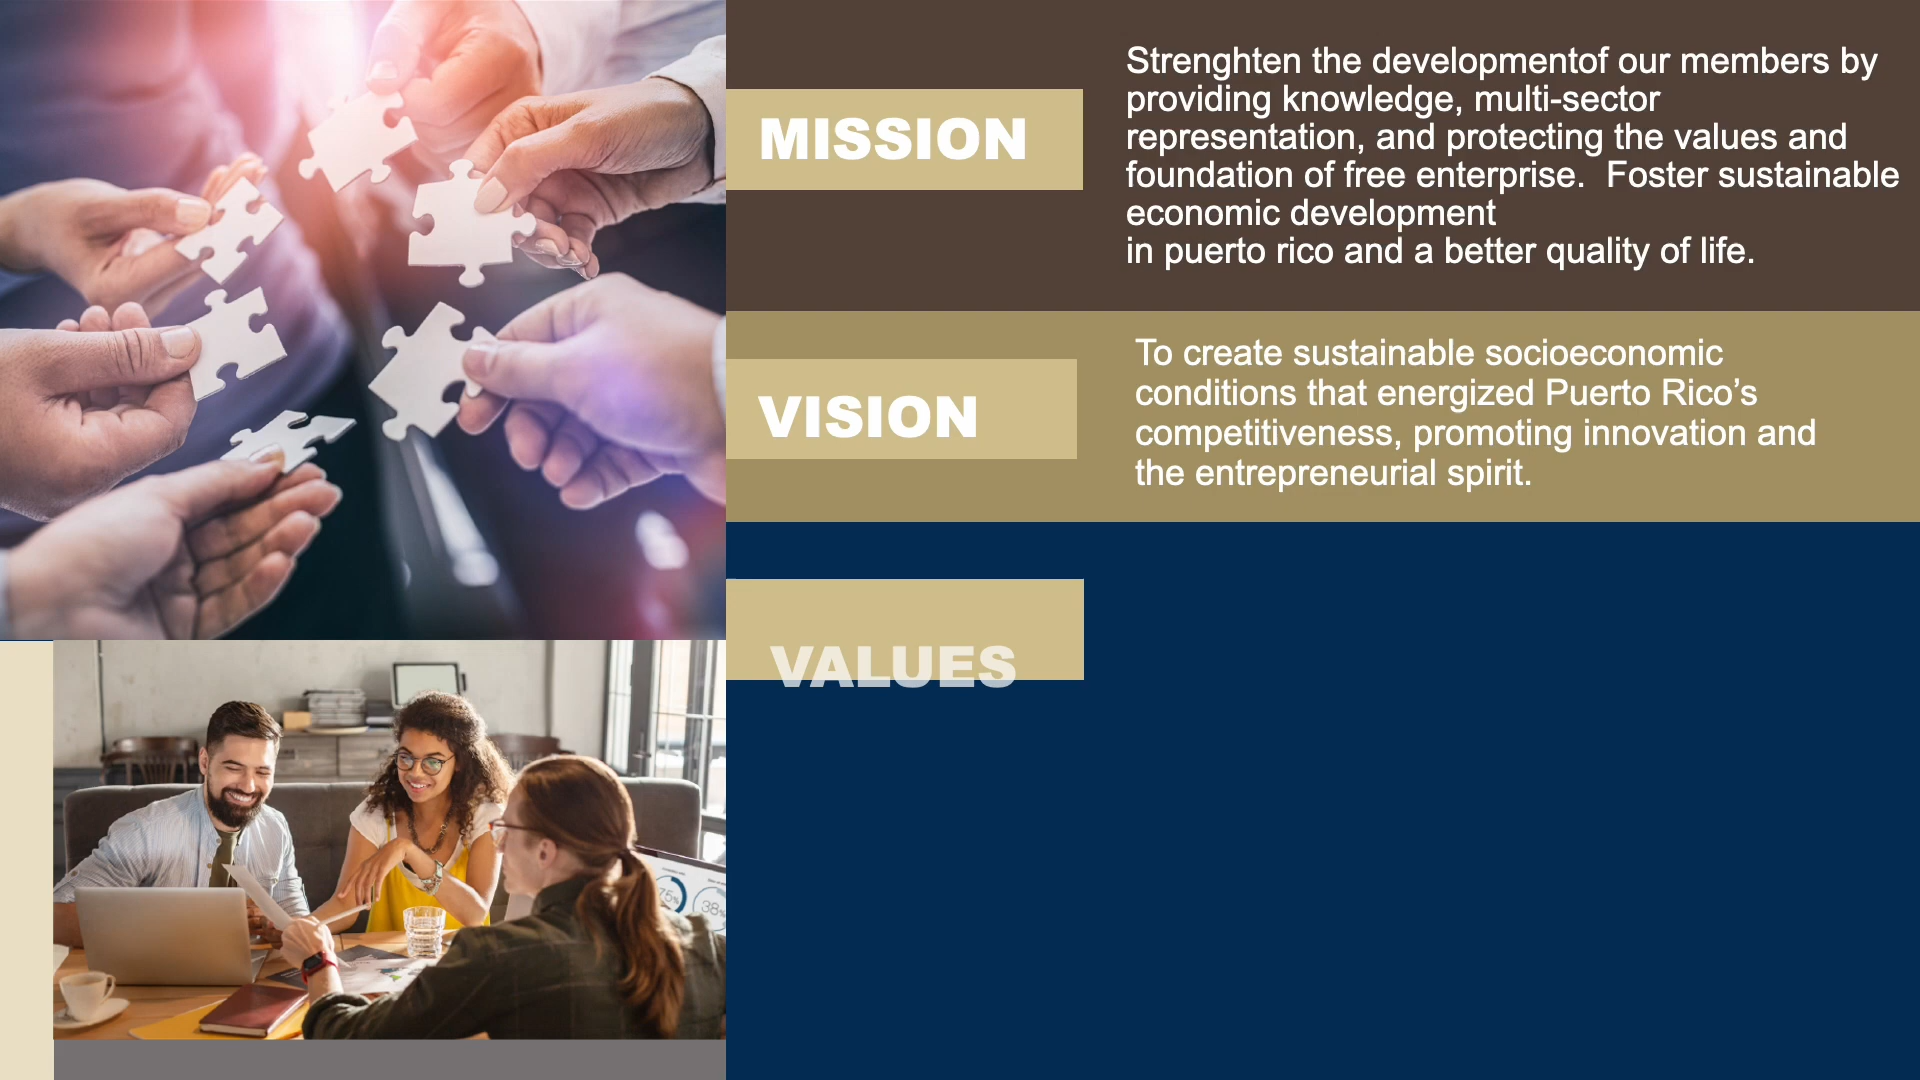 MISSION
Strenghten the developmentof our members by
providing knowledge, multi-sector
representation, and protecting the values and
foundation of free enterprise.  Foster sustainable
economic development
in puerto rico and a better quality of life.
VISION
To create sustainable socioeconomic
conditions that energized Puerto Rico’s
competitiveness, promoting innovation and
the entrepreneurial spirit.
VALUES
75%
38%